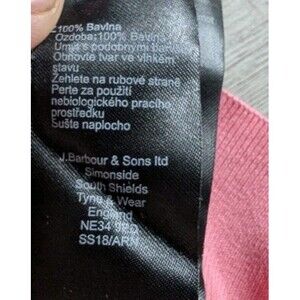 100% Bavlna
Ozdoba:100% Bavlna
Umýt s podobnými barv
Obnovte tvar ve vlhkém
stavu
Žehlete na rubové straně
Perte za použití
nebiologického pracího
prostředku
Sušte naplocho
J.Barbour & Sons ltd
Simonside
South Shields
Tyne & Wear
England
NE34 9PD
SS18/ARN